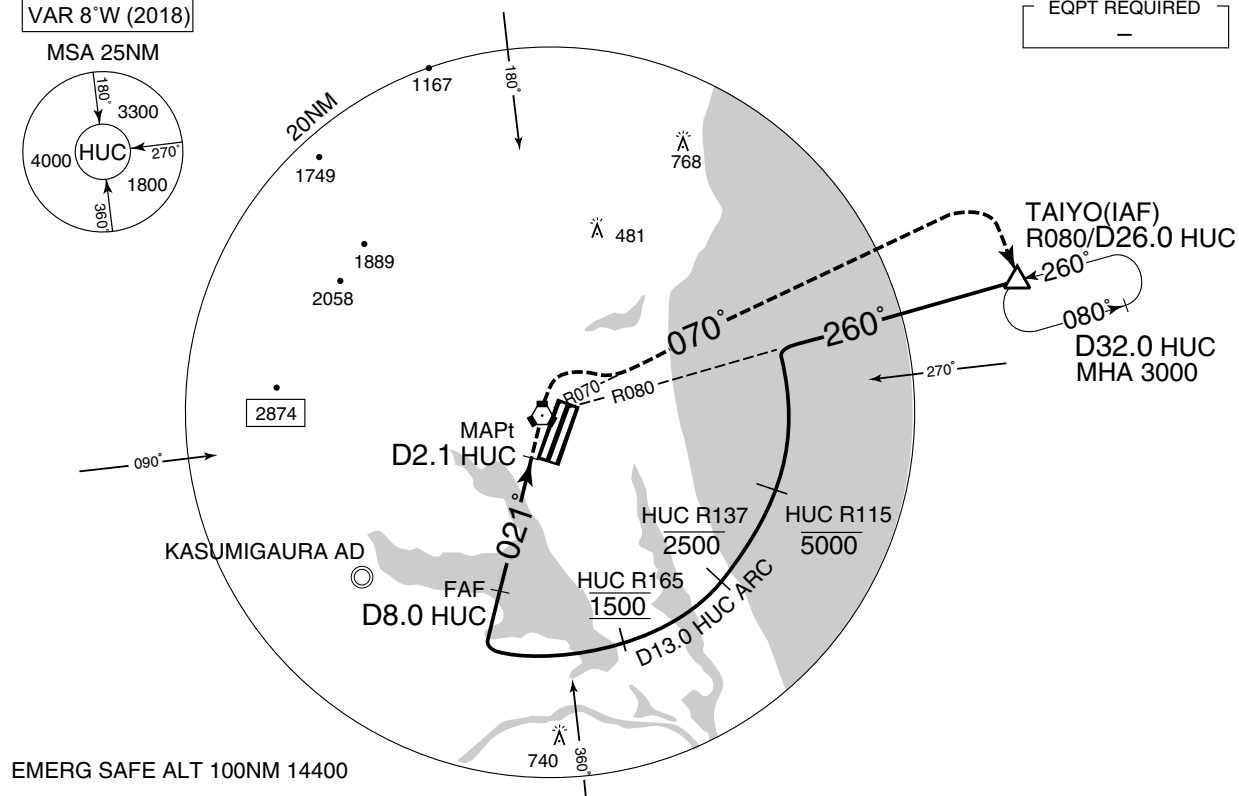 VAR 8°W (2018)
MSA 25NM
180°
3300
4000
HUC
270°
1800
360°
EQPT REQUIRED
–
1167
180°
20NM
1749
768
481
1889
2058
TAIYO(IAF)
R080/D26.0 HUC
260°
080°
D32.0 HUC
MHA 3000
070°
260°
270°
R070
R080
2874
MAPt
D2.1 HUC
090°
021°
HUC R137
2500
HUC R115
5000
KASUMIGAURA AD
FAF
D8.0 HUC
HUC R165
1500
D13.0 HUC ARC
740
360°
EMERG SAFE ALT 100NM 14400